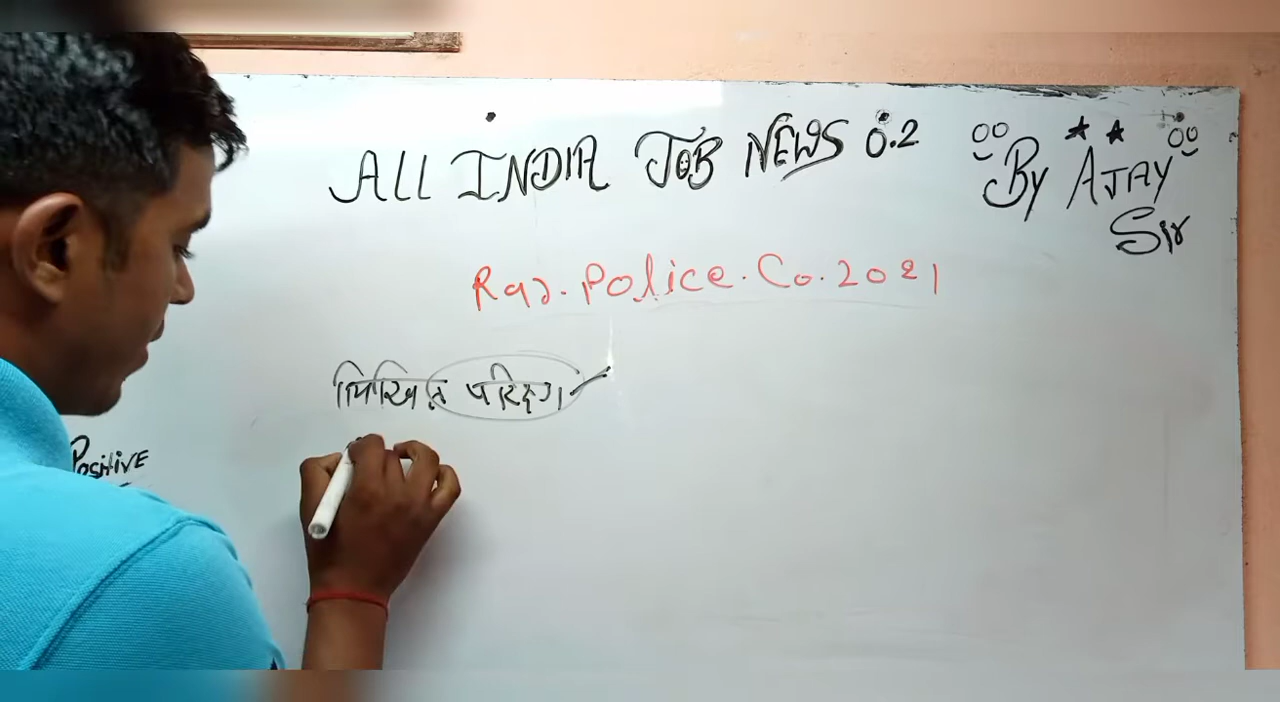 ALL INDIA JOB NEWS 0.2
By AJAY
Sir
Raj. Police. Co. 2021
लिखित परिक्षा
Positive